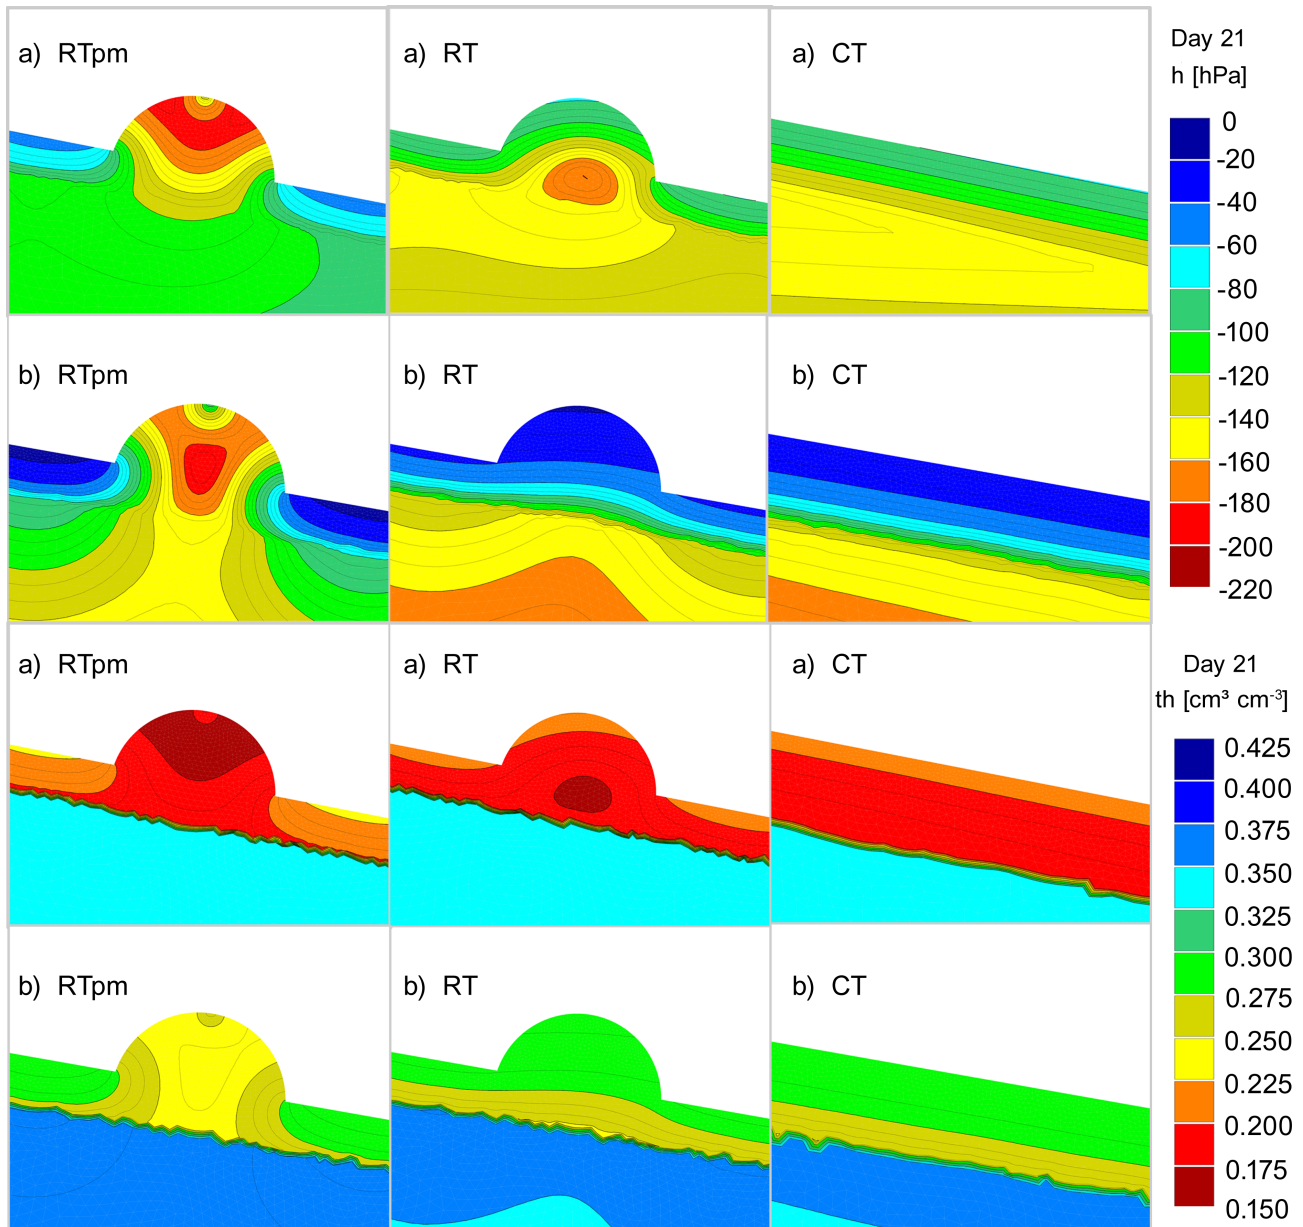 a) RTpm
a) RT
a) CT
Day 21
h [hPa]
0
-20
-40
-60
-80
-100
-120
-140
-160
-180
-200
-220
b) RTpm
b) RT
b) CT
a) RTpm
a) RT
a) CT
Day 21
th [cm³ cm⁻³]
0.425
0.400
0.375
0.350
0.325
0.300
0.275
0.250
0.225
0.200
0.175
0.150
b) RTpm
b) RT
b) CT